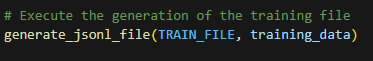 # Execute the generation of the training file
generate_jsonl_file(TRAIN_FILE, training_data)